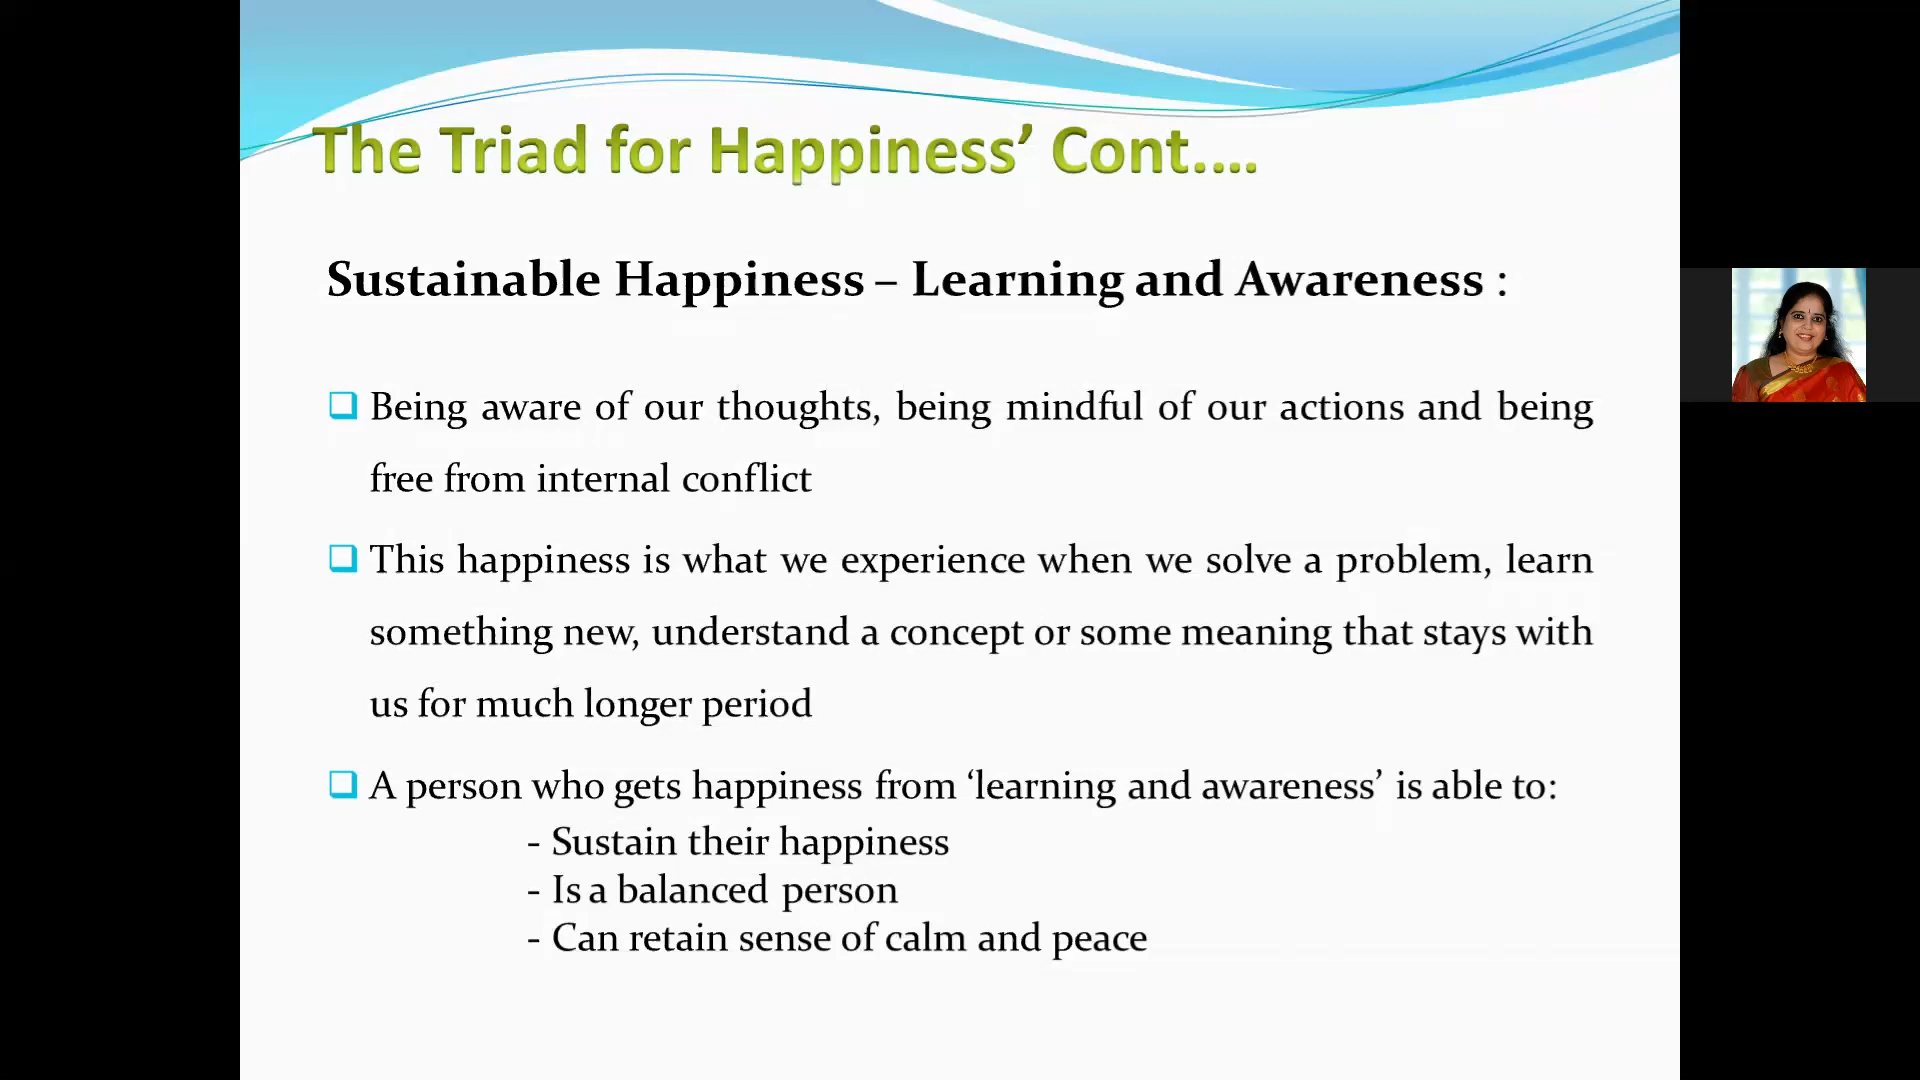 The Triad for Happiness’ Cont.…
Sustainable Happiness – Learning and Awareness :
❑ Being aware of our thoughts, being mindful of our actions and being
free from internal conflict
❑ This happiness is what we experience when we solve a problem, learn
something new, understand a concept or some meaning that stays with
us for much longer period
❑ A person who gets happiness from ‘learning and awareness’ is able to:
- Sustain their happiness
- Is a balanced person
- Can retain sense of calm and peace